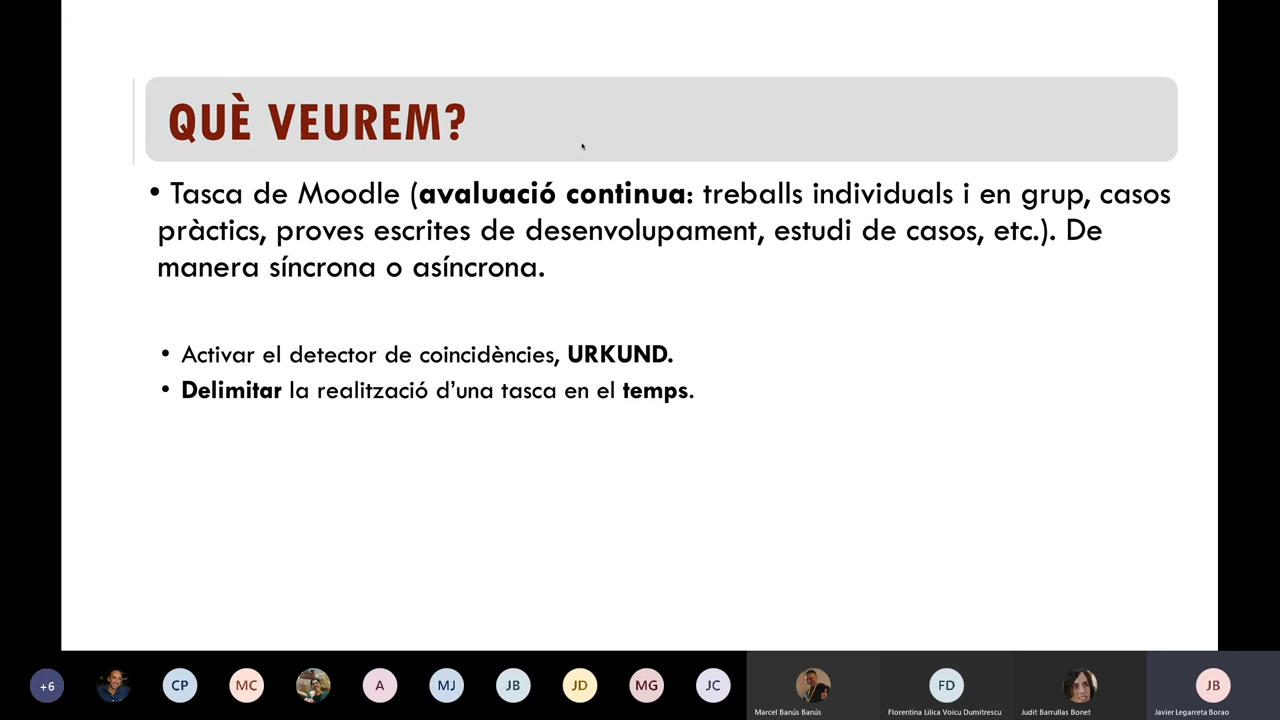 QUÈ VEUREM?
• Tasca de Moodle (avaluació continua: treballs individuals i en grup, casos
pràctics, proves escrites de desenvolupament, estudi de casos, etc.). De
manera síncrona o asíncrona.
• Activar el detector de coincidències, URKUND.
• Delimitar la realització d’una tasca en el temps.
+6
CP
MC
A
MJ
JB
JD
MG
JC
Marcel Banús Banús
FD
Florentina Lilica Voicu Dumitrescu
Judit Barrullas Bonet
JB
Javier Legarreta Borao